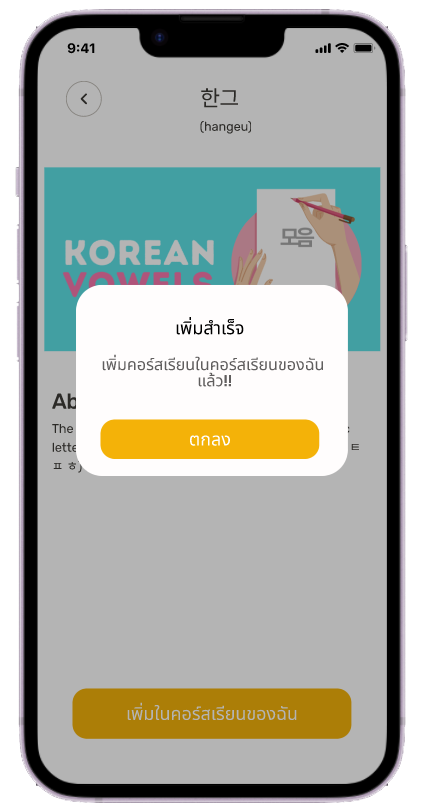 9:41
한그
(hangeu)
KOREAN
모음
VOWELS
เพิ่มสำเร็จ
เพิ่มคอร์สเรียนในคอร์สเรียนของฉัน
แล้ว!!
Ab
The
lette ㅌ
ตกลง
ㅍ ㅎ)
เพิ่มในคอร์สเรียนของฉัน